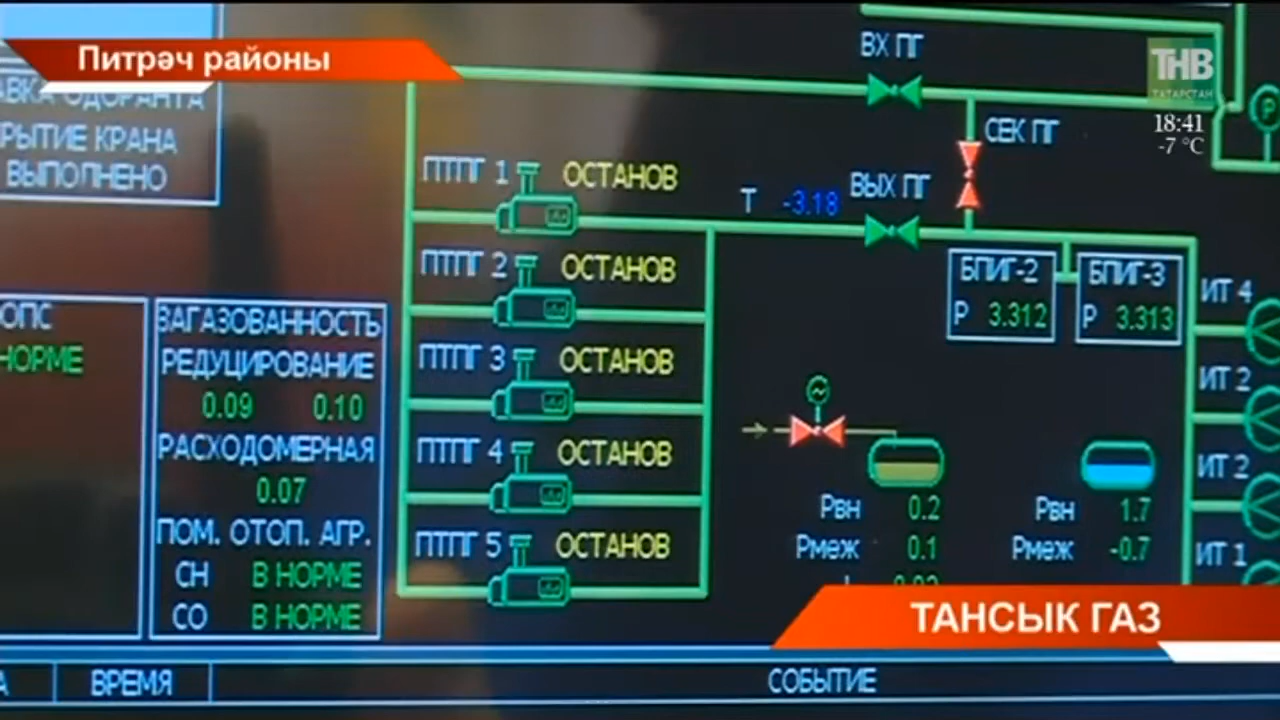 Питрәч районы
ТНВ
ТАТАРСТАН
18:41
-7 °C
ОДОРАНТА
КРАНА
ВЫПОЛНЕНО
ВХ ПГ
СЕК ПГ
P
ПТПГ 1 ОСТАНОВ
T -3.18 ВЫХ ПГ
ПТПГ 2 ОСТАНОВ
БПИГ-2
P 3.312
БПИГ-3
P 3.313
ИТ 4
ОПС
НОРМЕ
ЗАГАЗОВАННОСТЬ
РЕДУЦИРОВАНИЕ
0.09 0.10
РАСХОДОМЕРНАЯ
0.07
ПОМ. ОТОП. АГР.
СН В НОРМЕ
СО В НОРМЕ
ПТПГ 3 ОСТАНОВ
ИТ 2
ПТПГ 4 ОСТАНОВ
ИТ 2
Рвн 0.2
Рмеж 0.1
Рвн 1.7
Рмеж -0.7
ПТПГ 5 ОСТАНОВ
ИТ 1
ТАНСЫК ГАЗ
ВРЕМЯ
СОБЫТИЕ